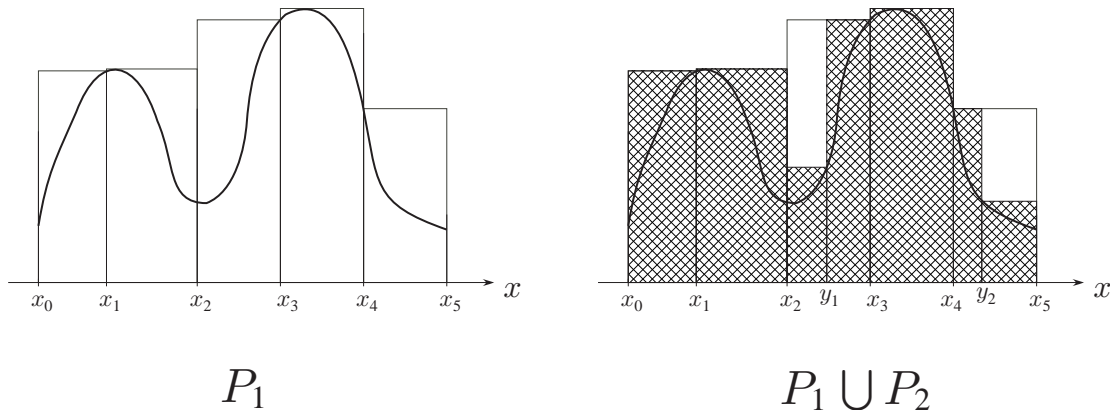 x₀ x₁ x₂ x₃ x₄ x₅ x
P₁
x₀ x₁ x₂ y₁ x₃ x₄ y₂ x₅ x
P₁ ⋃ P₂